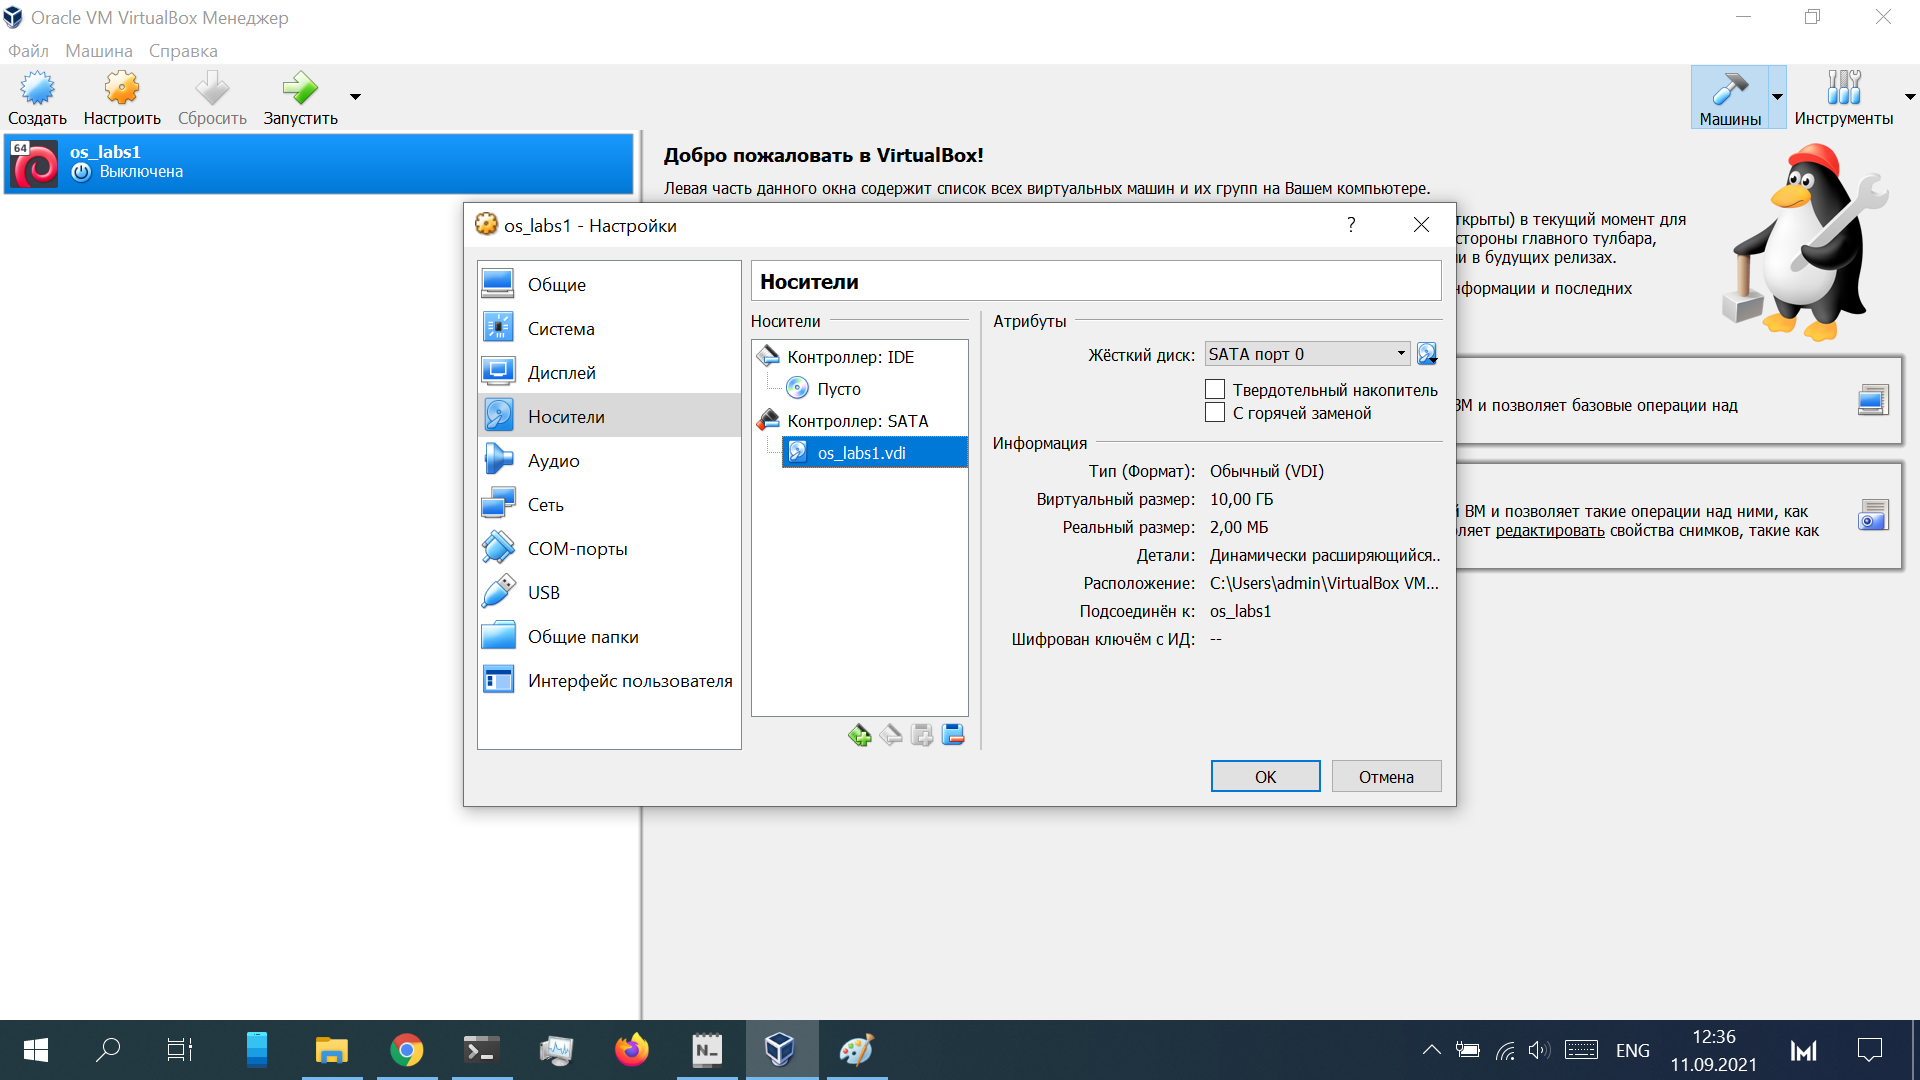 Oracle VM VirtualBox Менеджер
Файл Машина Справка
Создать Настроить Сбросить Запустить
Машины Инструменты
64
os_labs1
Выключена
Добро пожаловать в VirtualBox!
Левая часть данного окна содержит список всех виртуальных машин и их групп на Вашем компьютере.
ткрыты) в текущий момент для
стороны главного тулбара,
и в будущих релизах.
нформации и последних
ВМ и позволяет базовые операции над
й ВМ и позволяет такие операции над ними, как
ляет редактировать свойства снимков, такие как
os_labs1 - Настройки
?
Общие
Система
Дисплей
Носители
Аудио
Сеть
COM-порты
USB
Общие папки
Интерфейс пользователя
Носители
Носители
Контроллер: IDE
Пусто
Контроллер: SATA
os_labs1.vdi
Атрибуты
Жёсткий диск: SATA порт 0
Твердотельный накопитель
С горячей заменой
Информация
Тип (Формат): Обычный (VDI)
Виртуальный размер: 10,00 ГБ
Реальный размер: 2,00 МБ
Детали: Динамически расширяющийся..
Расположение: C:\Users\admin\VirtualBox VM...
Подсоединён к: os_labs1
Шифрован ключём с ИД: --
OK Отмена
N_
ENG
12:36
11.09.2021